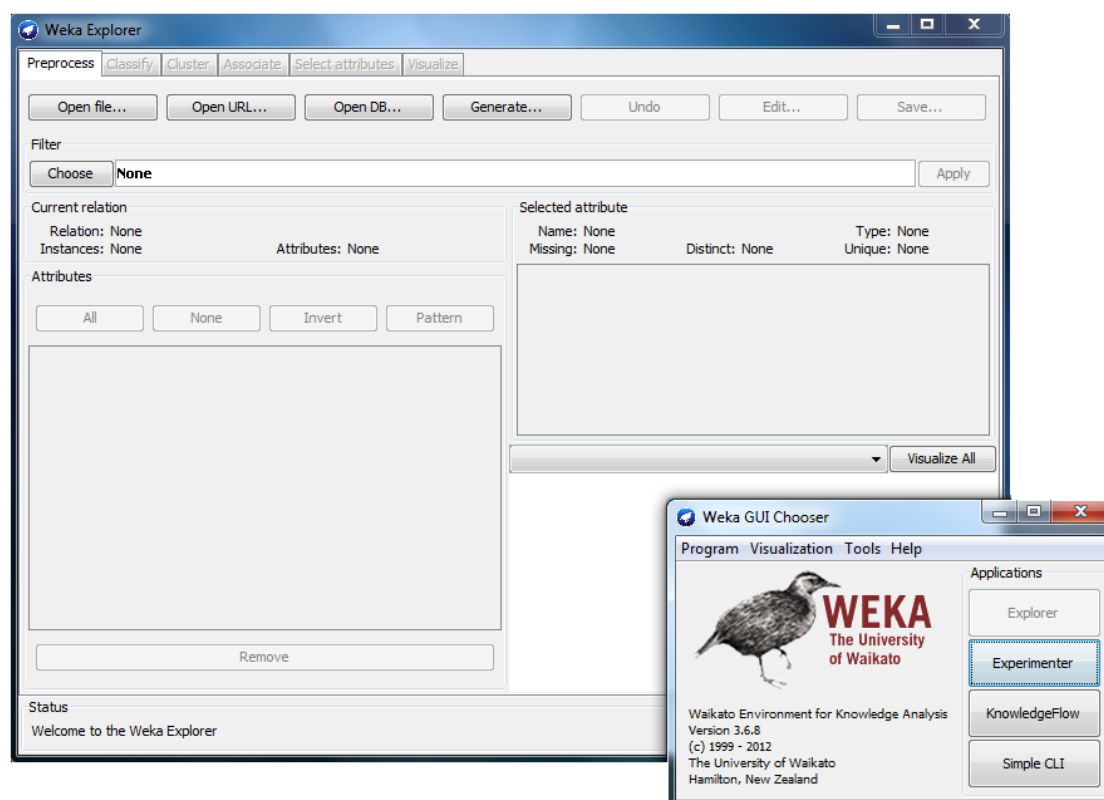 Weka Explorer
Preprocess Classify Cluster Associate Select attributes Visualize
Open file... Open URL... Open DB... Generate... Undo Edit... Save...
Filter
Choose None Apply
Current relation
Relation: None
Instances: None Attributes: None
Selected attribute
Name: None Type: None
Missing: None Distinct: None Unique: None
Attributes
All None Invert Pattern
Remove
Visualize All
Status
Welcome to the Weka Explorer
Weka GUI Chooser
Program Visualization Tools Help
WEKA
The University
of Waikato
Waikato Environment for Knowledge Analysis
Version 3.6.8
(c) 1999 - 2012
The University of Waikato
Hamilton, New Zealand
Applications
Explorer
Experimenter
KnowledgeFlow
Simple CLI